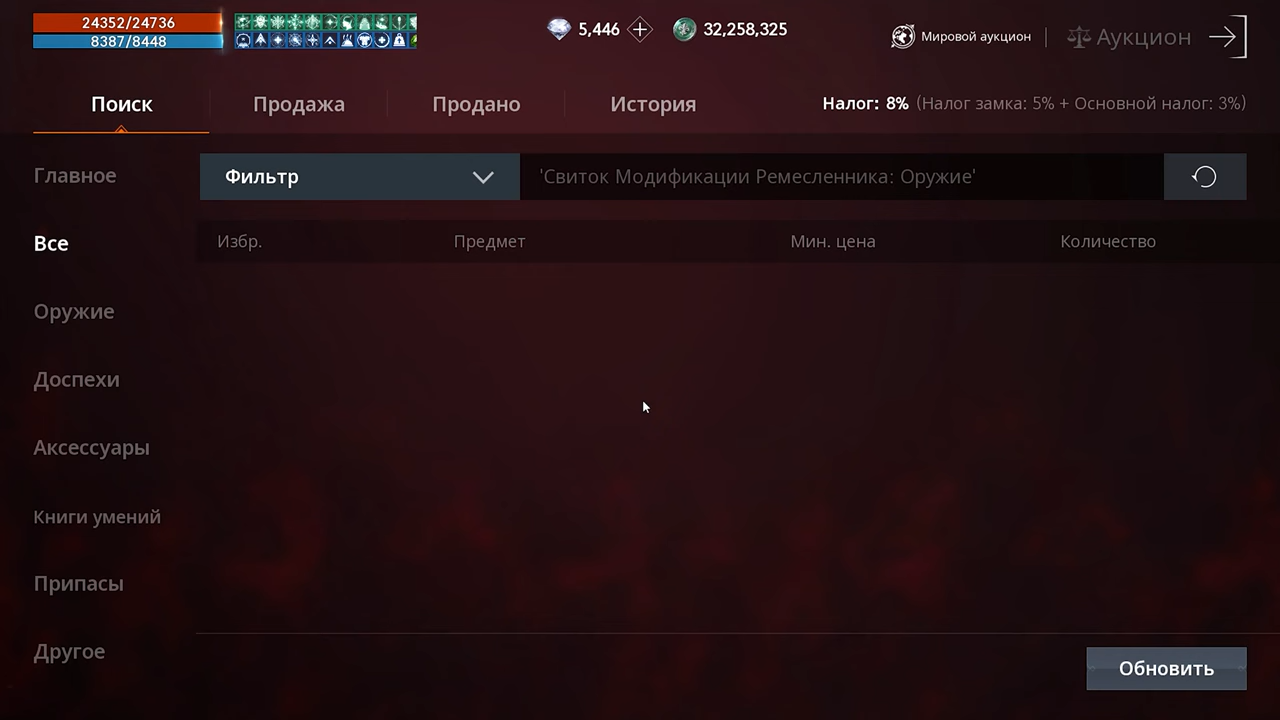 24352/24736
8387/8448
5,446
32,258,325
Мировой аукцион
Аукцион
Поиск
Продажа
Продано
История
Налог: 8% (Налог замка: 5% + Основной налог: 3%)
Главное
Фильтр
'Свиток Модификации Ремесленника: Оружие'
Все
Избр.
Предмет
Мин. цена
Количество
Оружие
Доспехи
Аксессуары
Книги умений
Припасы
Другое
Обновить